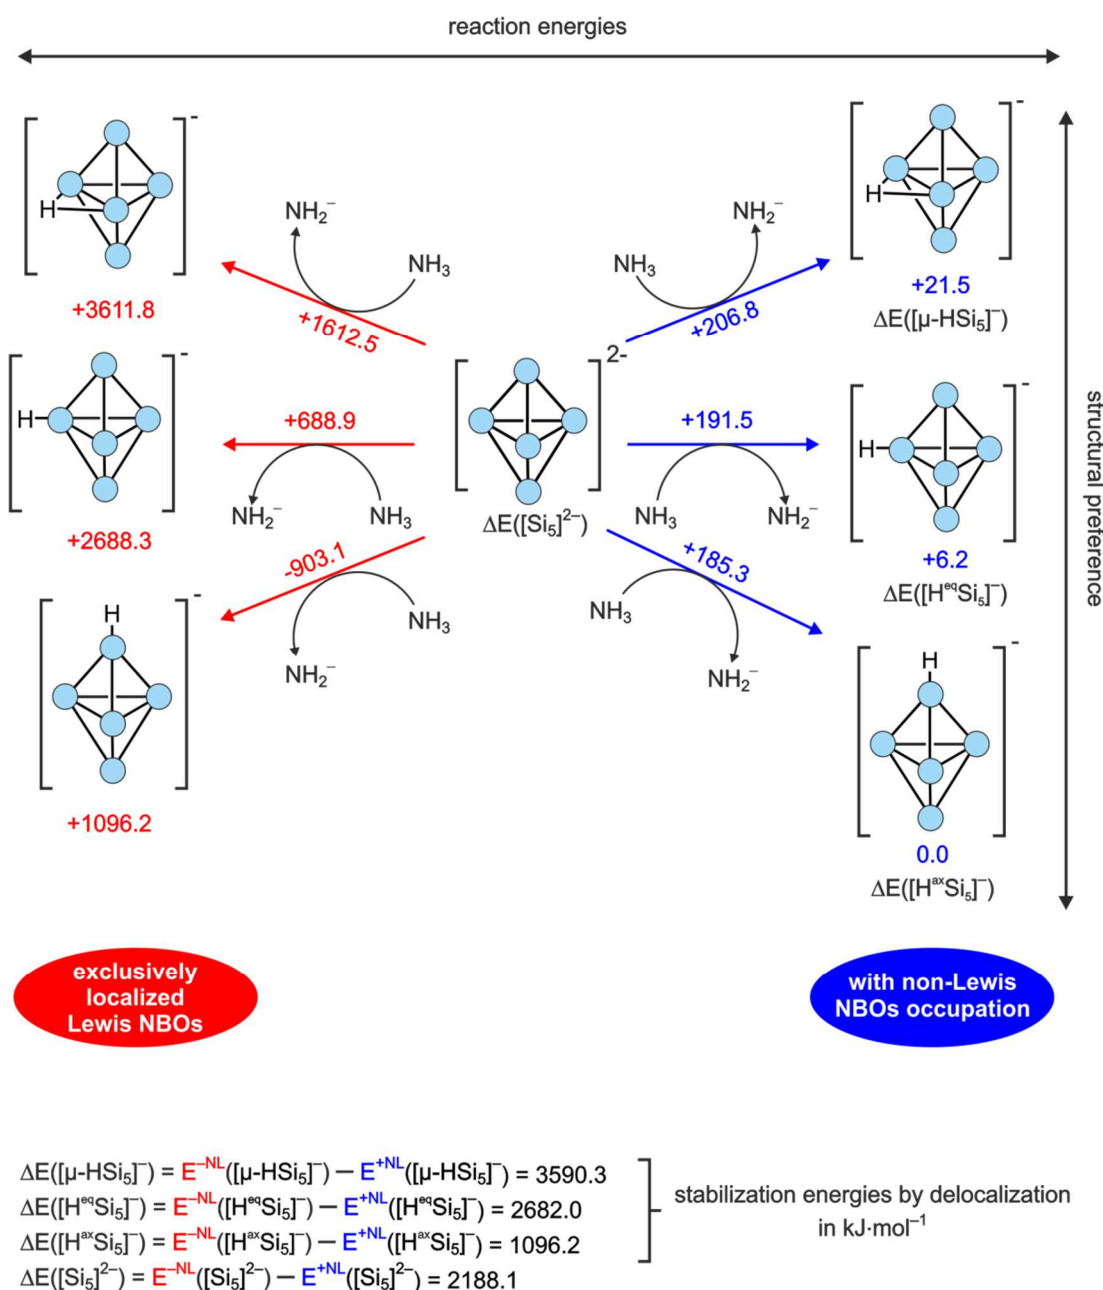 reaction energies
[ H ]⁻
+3611.8
NH₂⁻
NH₃
+1612.5
NH₂⁻
NH₃
+206.8
[ H ]⁻
+21.5
ΔE([μ-HSi₅]⁻)
[ H ]⁻
+2688.3
+688.9
NH₂⁻
NH₃
[ ]2-
ΔE([Si₅]²⁻)
+191.5
NH₃
NH₂⁻
[ H ]⁻
+6.2
ΔE([HᵉqSi₅]⁻)
structural preference
[ H ]⁻
+1096.2
-903.1
NH₃
NH₂⁻
+185.3
NH₃
NH₂⁻
[ H ]⁻
0.0
ΔE([HᵃˣSi₅]⁻)
exclusively
localized
Lewis NBOs
with non-Lewis
NBOs occupation
ΔE([μ-HSi₅]⁻) = E⁻ᴺᴸ([μ-HSi₅]⁻) – E⁺ᴺᴸ([μ-HSi₅]⁻) = 3590.3
ΔE([HᵉqSi₅]⁻) = E⁻ᴺᴸ([HᵉqSi₅]⁻) – E⁺ᴺᴸ([HᵉqSi₅]⁻) = 2682.0
ΔE([HᵃˣSi₅]⁻) = E⁻ᴺᴸ([HᵃˣSi₅]⁻) – E⁺ᴺᴸ([HᵃˣSi₅]⁻) = 1096.2
ΔE([Si₅]²⁻) = E⁻ᴺᴸ([Si₅]²⁻) – E⁺ᴺᴸ([Si₅]²⁻) = 2188.1
stabilization energies by delocalization
in kJ·mol⁻¹